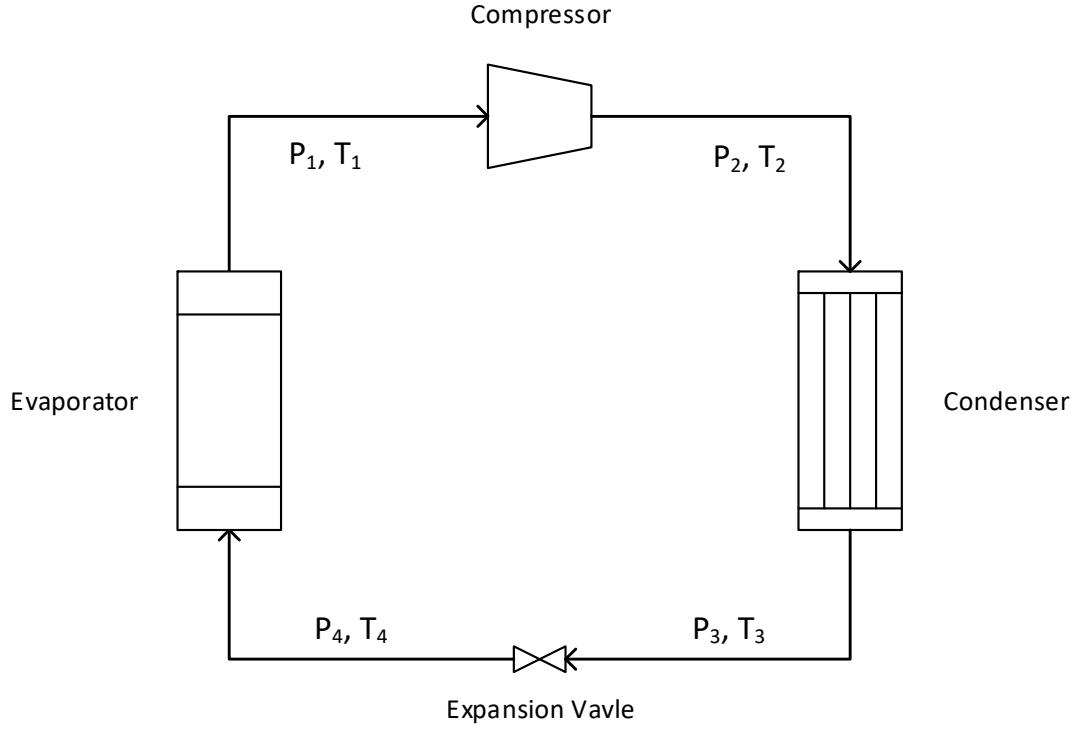 Compressor
P₁, T₁
P₂, T₂
Evaporator
Condenser
P₄, T₄
P₃, T₃
Expansion Vavle